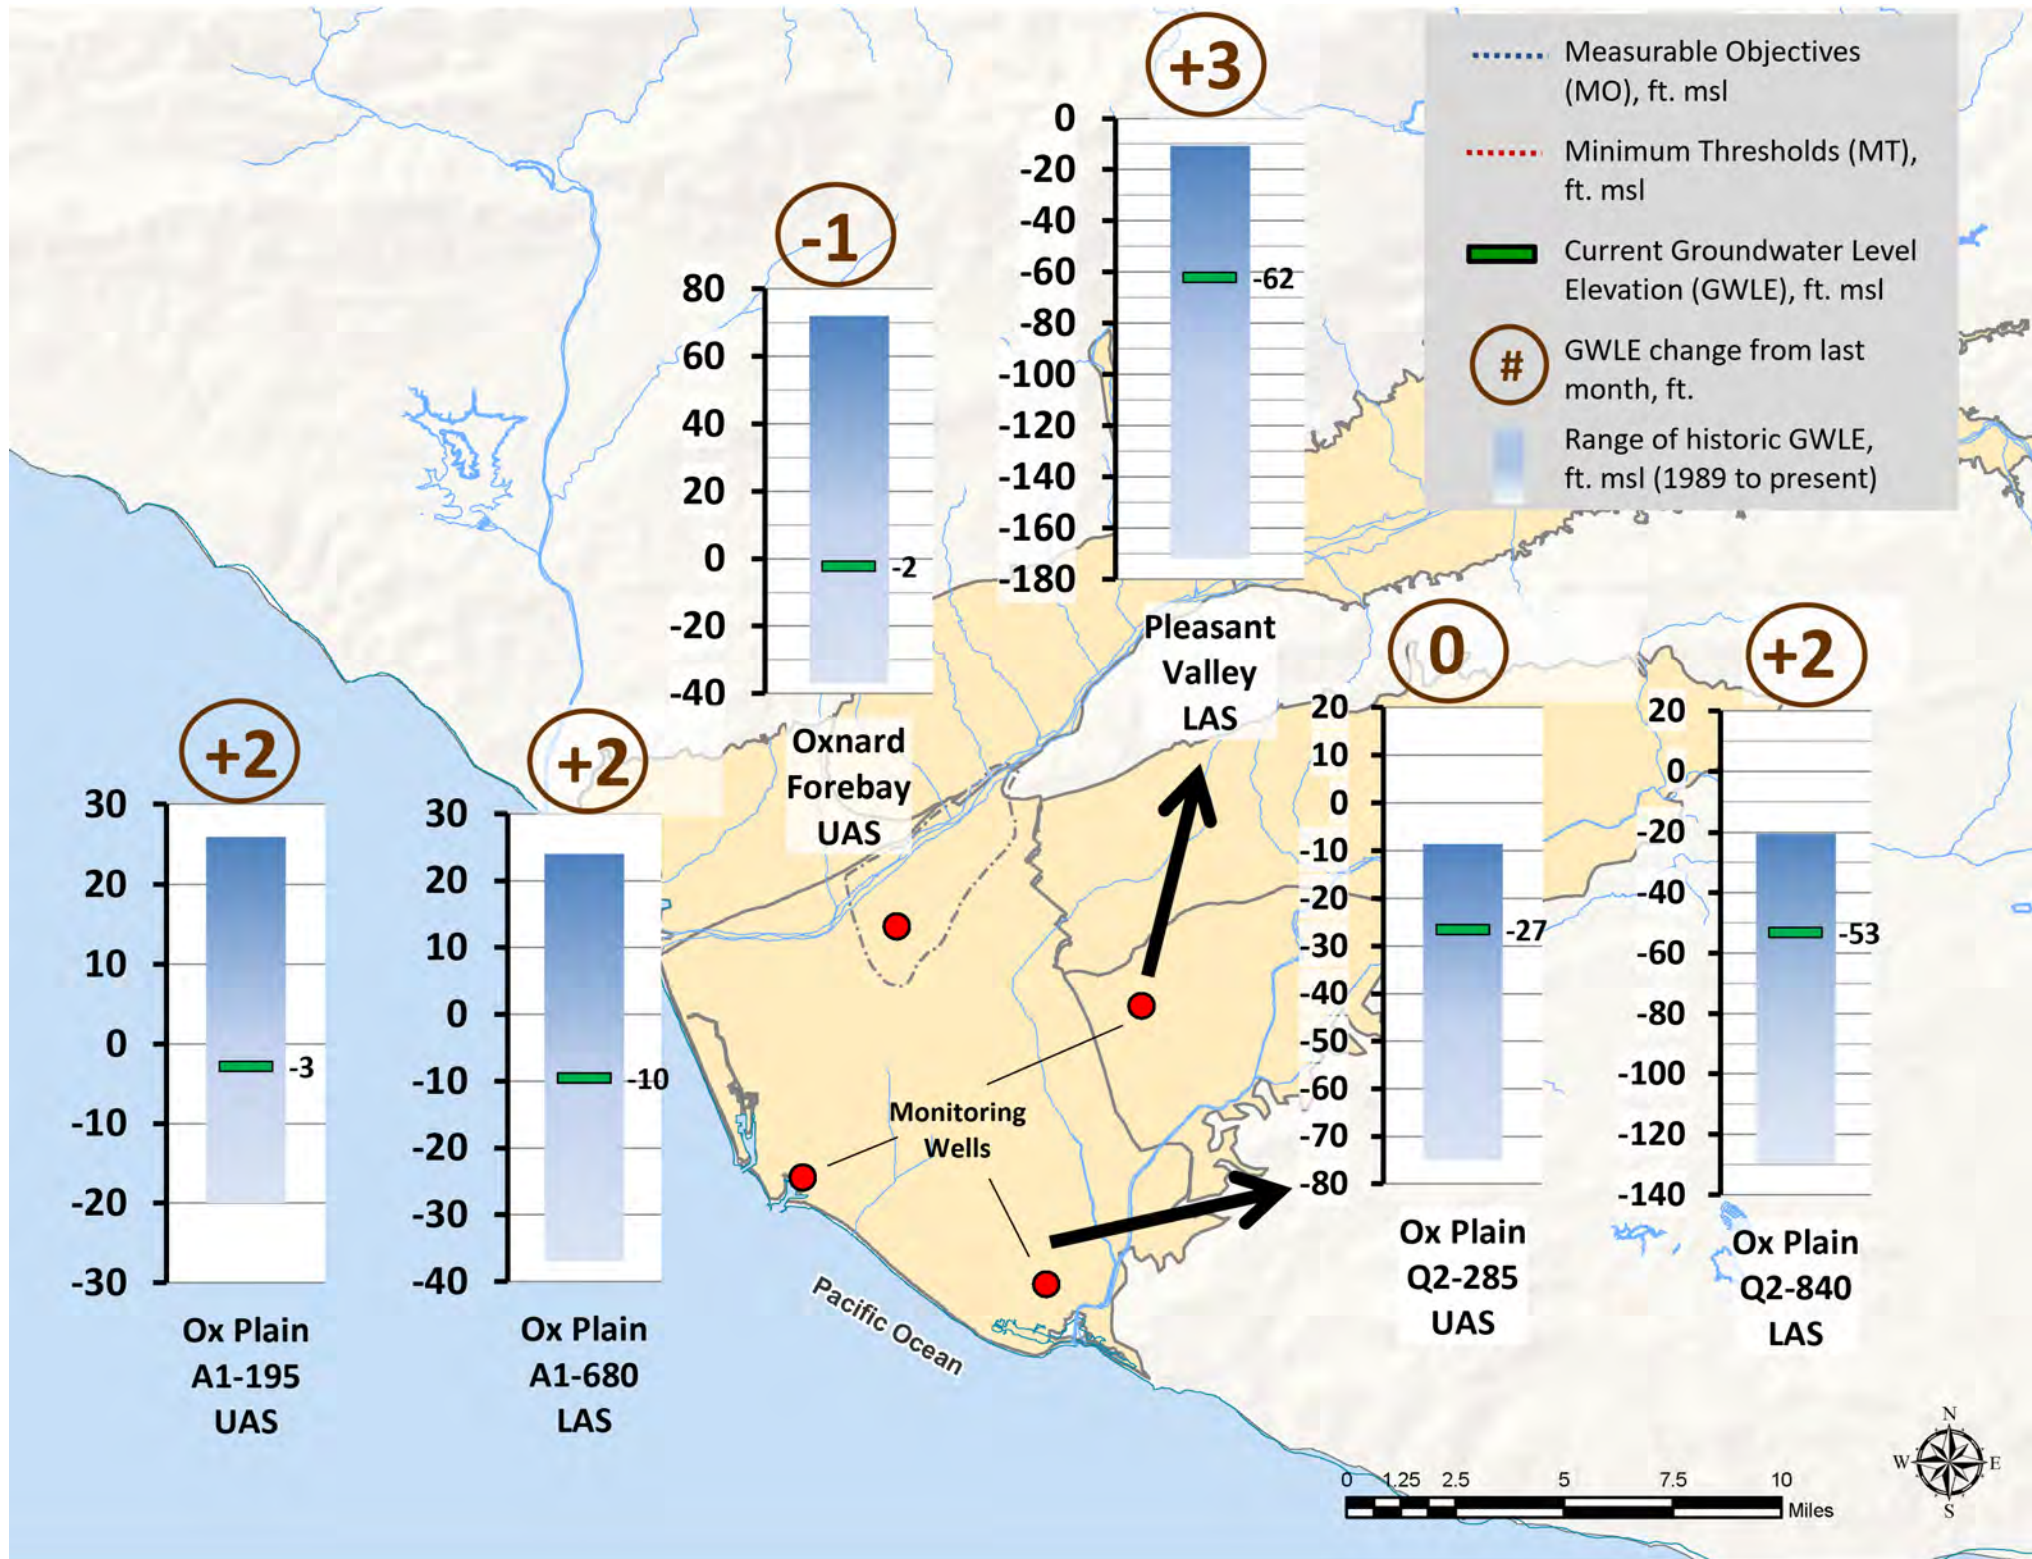 Measurable Objectives
(MO), ft. msl
Minimum Thresholds (MT),
ft. msl
Current Groundwater Level
Elevation (GWLE), ft. msl
#
GWLE change from last
month, ft.
Range of historic GWLE,
ft. msl (1989 to present)
+3
0
-20
-40
-60
-80
-100
-120
-140
-160
-180
-62
Pleasant
Valley
LAS
-1
80
60
40
20
0
-20
-40
-2
Oxnard
Forebay
UAS
+2
30
20
10
0
-10
-20
-30
-3
Ox Plain
A1-195
UAS
+2
30
20
10
0
-10
-20
-30
-40
-10
Ox Plain
A1-680
LAS
0
20
10
0
-10
-20
-30
-40
-50
-60
-70
-80
-27
Ox Plain
Q2-285
UAS
+2
20
0
-20
-40
-60
-80
-100
-120
-140
-53
Ox Plain
Q2-840
LAS
Monitoring
Wells
Pacific Ocean
N
W E
S
0 1.25 2.5 5 7.5 10
Miles